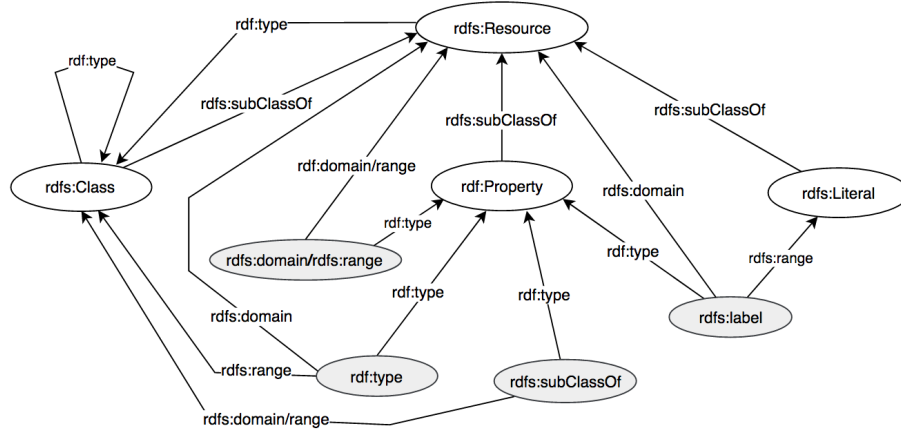 rdf:type
rdfs:Resource
rdf:type
rdfs:subClassOf
rdfs:subClassOf
rdfs:subClassOf
rdf:domain/range
rdfs:Class
rdf:Property
rdfs:domain
rdfs:Literal
rdf:type
rdf:type
rdfs:domain/rdfs:range
rdfs:range
rdf:type
rdf:type
rdfs:domain
rdfs:label
rdfs:range
rdf:type
rdfs:subClassOf
rdfs:domain/range